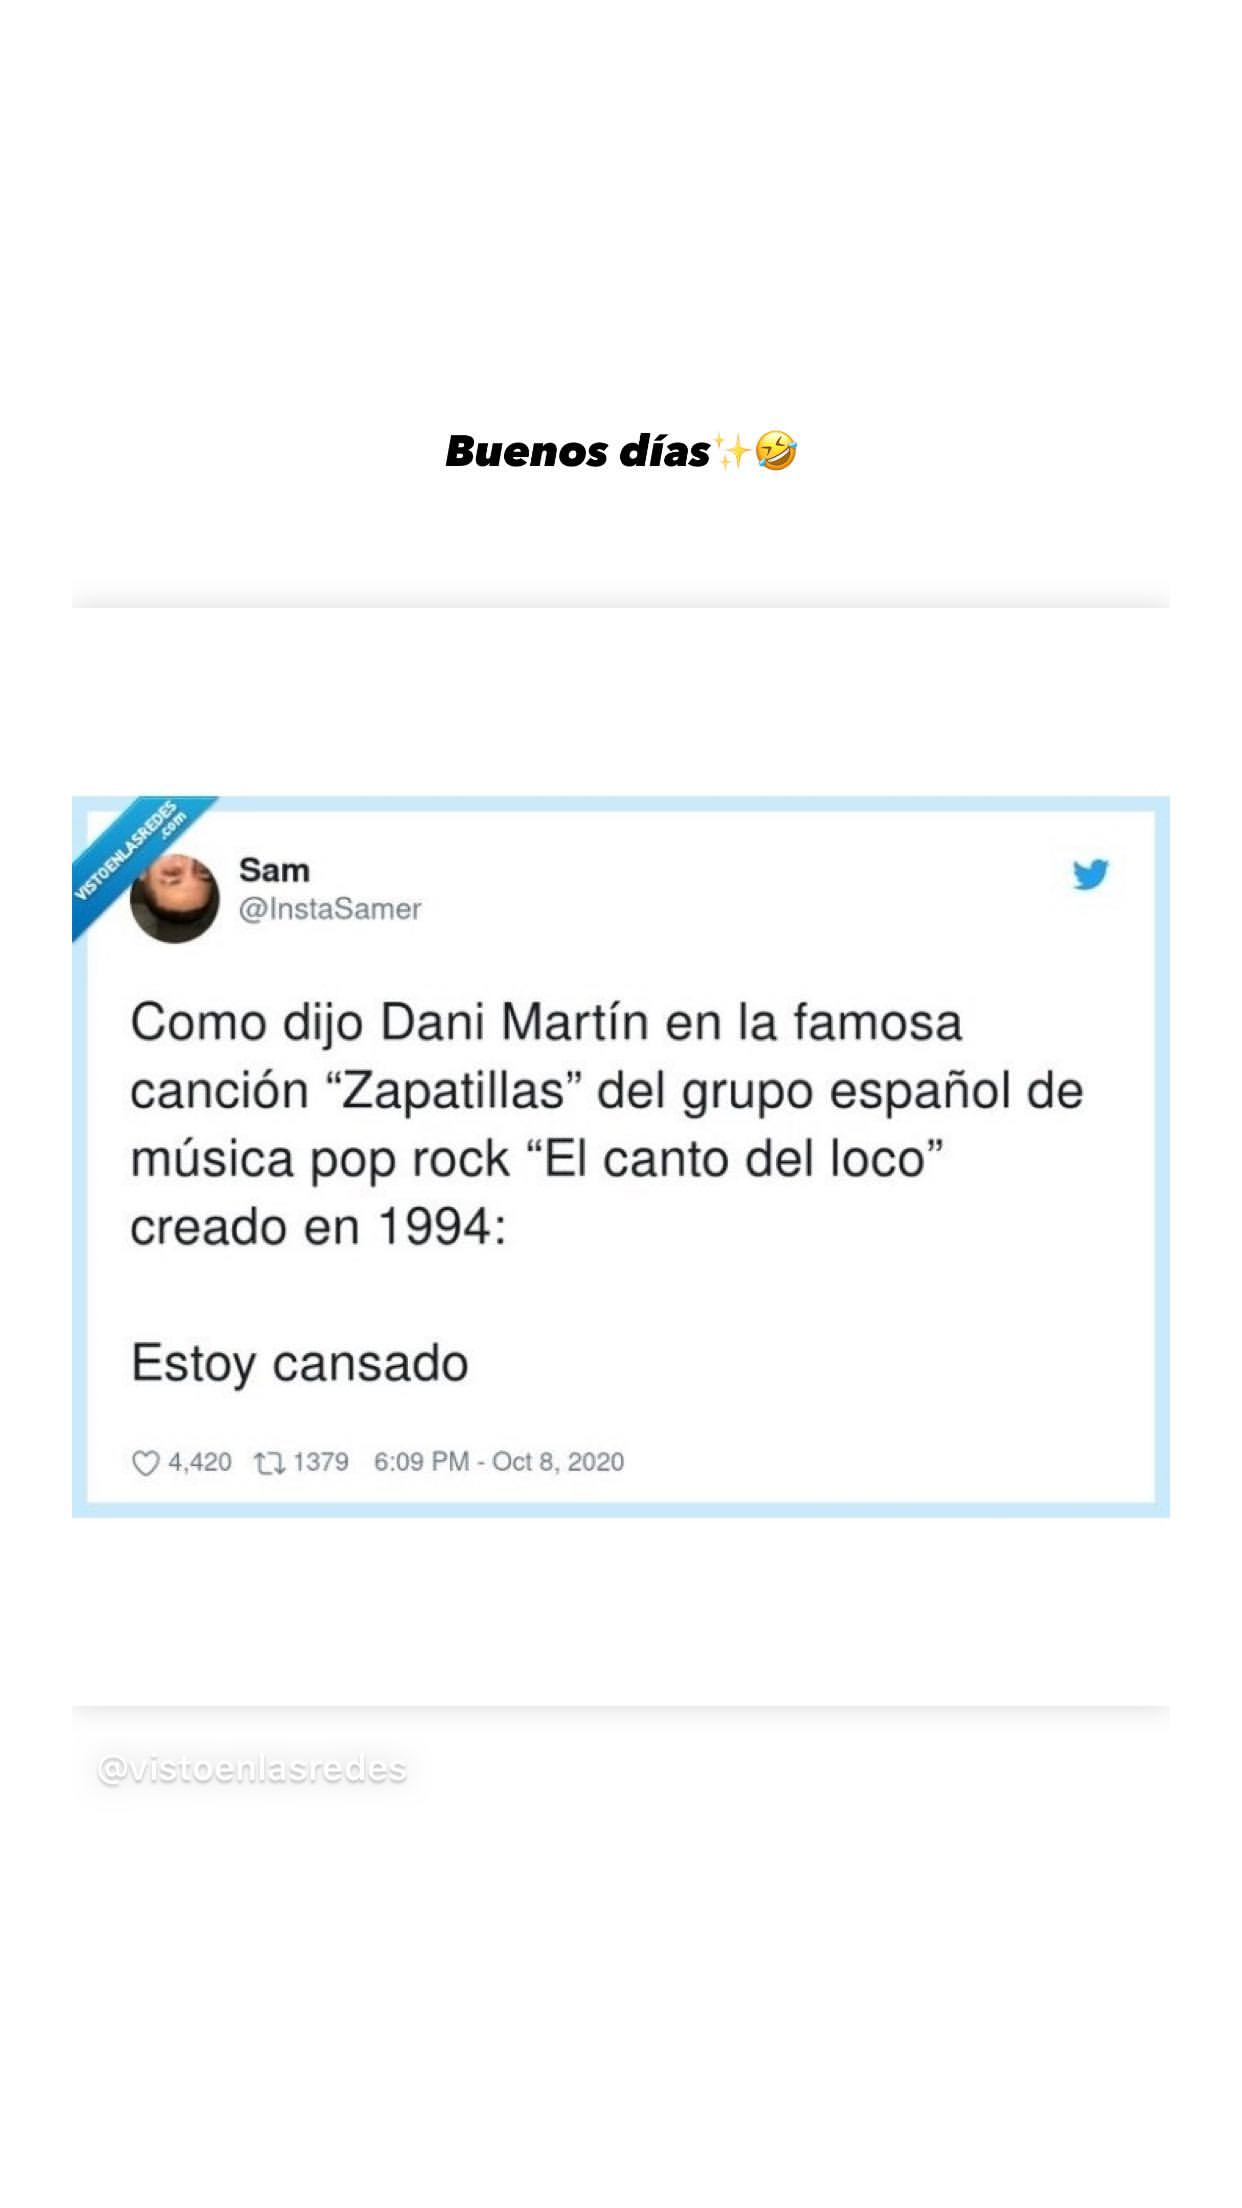 Buenos días✨🤣
VISTOENLASREDES
.com
Sam
@InstaSamer
Como dijo Dani Martín en la famosa
canción “Zapatillas” del grupo español de
música pop rock “El canto del loco”
creado en 1994:
Estoy cansado
4,420 1379 6:09 PM - Oct 8, 2020
@vistoenlasredes